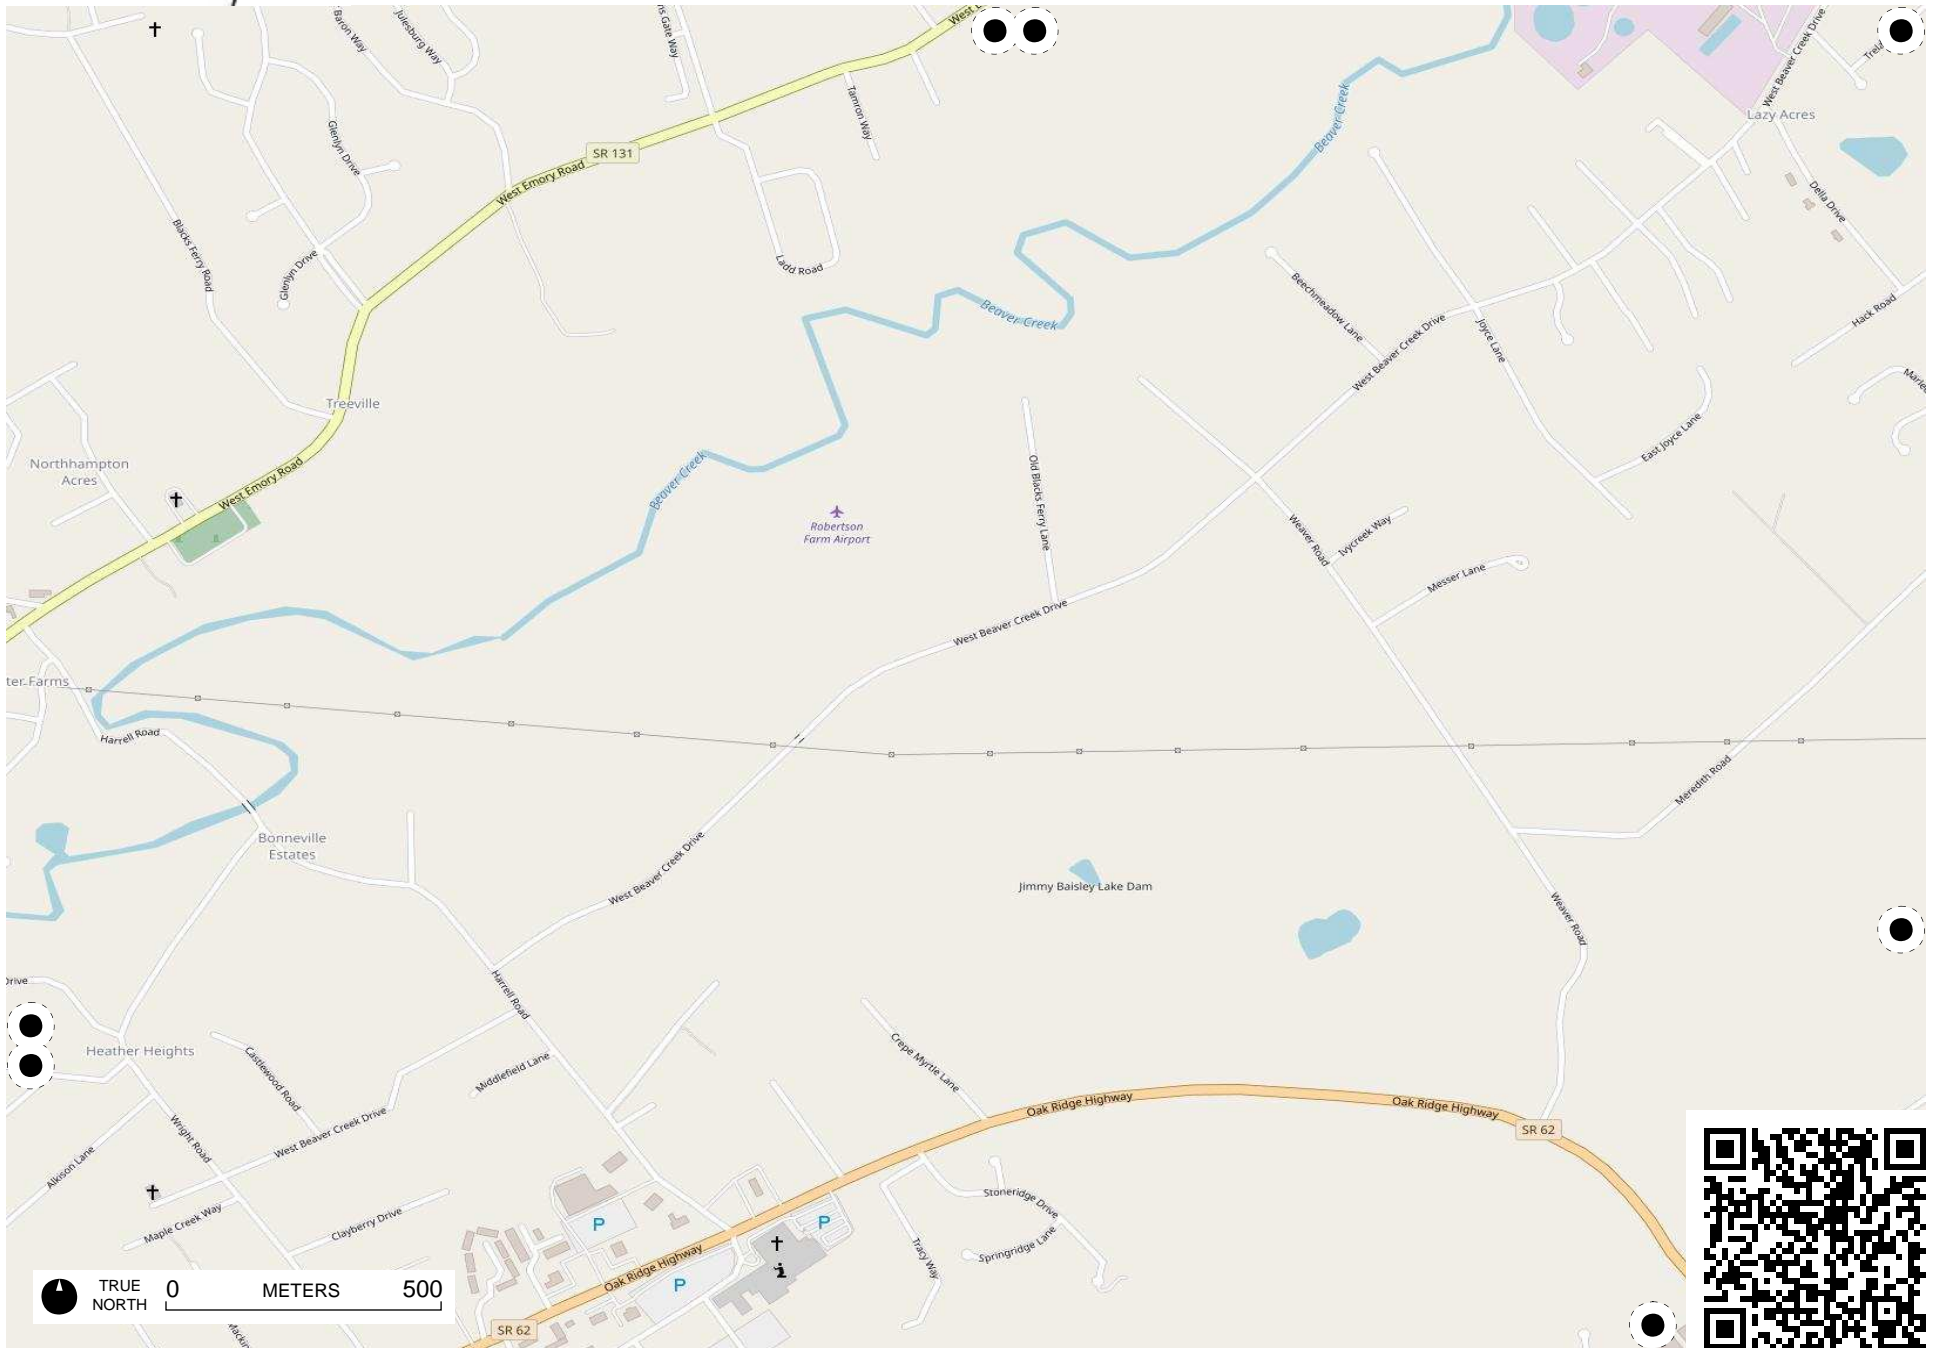 Baron Way
Julesburg Way
West Beaver Creek Drive
Lazy Acres
SR 131
West Emory Road
Tamron Way
Glenlyn Drive
Beaver Creek
Blacks Ferry Road
Glenlyn Drive
Ladd Road
Della Drive
Hack Road
Beechmeadow Lane
Beaver Creek
West Beaver Creek Drive
Joyce Lane
Treeville
East Joyce Lane
Northhampton
Acres
West Emory Road
Beaver Creek
Old Blacks Ferry Lane
Robertson
Farm Airport
Weaver Road
Ivycreek Way
Messer Lane
West Beaver Creek Drive
ter Farms
Harrell Road
Meredith Road
Bonneville
Estates
West Beaver Creek Drive
Jimmy Baisley Lake Dam
Weaver Road
Drive
Harrell Road
Heather Heights
Castlewood Road
Middlefield Lane
Crepe Myrtle Lane
Oak Ridge Highway
Oak Ridge Highway
SR 62
Wright Road
West Beaver Creek Drive
Alkison Lane
Maple Creek Way
Clayberry Drive
P
P
Stoneridge Drive
Springridge Lane
Tracy Way
Oak Ridge Highway
P
SR 62
TRUE
NORTH
0 METERS 500